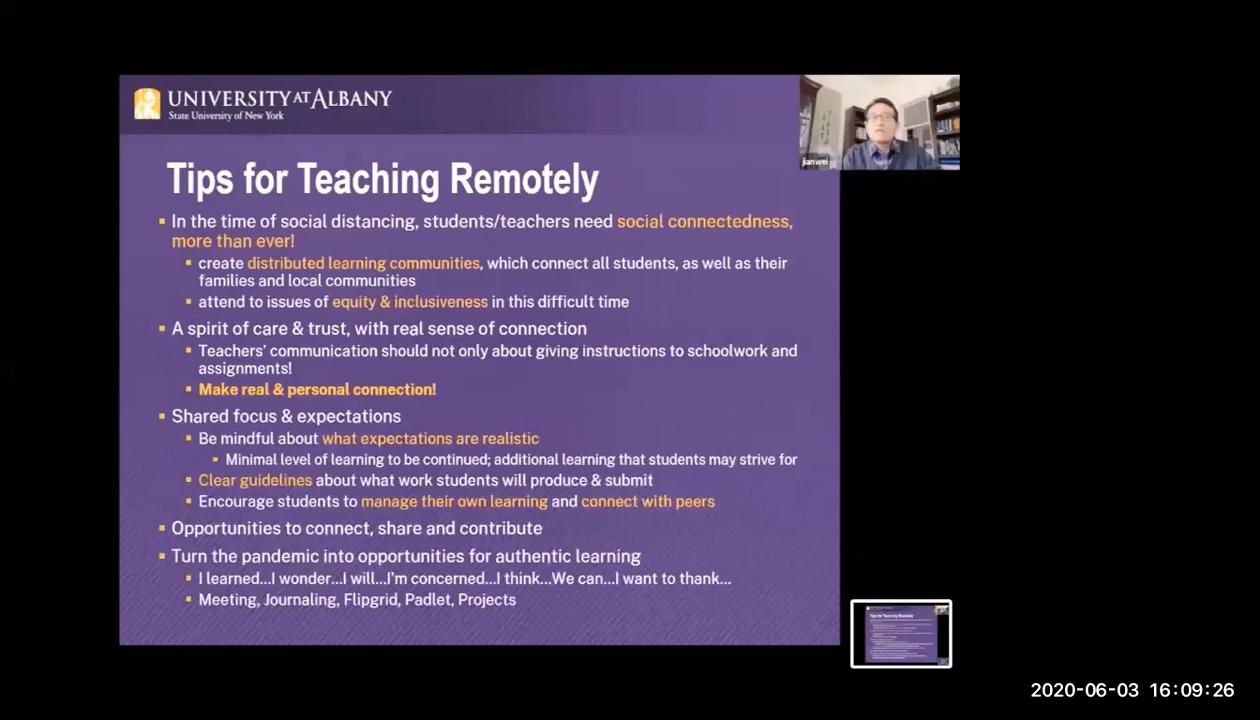 UNIVERSITY AT ALBANY
State University of New York
jianwei
Tips for Teaching Remotely
In the time of social distancing, students/teachers need social connectedness,
more than ever!
create distributed learning communities, which connect all students, as well as their
families and local communities
attend to issues of equity & inclusiveness in this difficult time
A spirit of care & trust, with real sense of connection
Teachers' communication should not only about giving instructions to schoolwork and
assignments!
Make real & personal connection!
Shared focus & expectations
Be mindful about what expectations are realistic
Minimal level of learning to be continued; additional learning that students may strive for
Clear guidelines about what work students will produce & submit
Encourage students to manage their own learning and connect with peers
Opportunities to connect, share and contribute
Turn the pandemic into opportunities for authentic learning
I learned...I wonder...I will...I'm concerned...I think...We can...I want to thank...
Meeting, Journaling, Flipgrid, Padlet, Projects
Tips for Teaching Remotely
2020-06-03 16:09:26